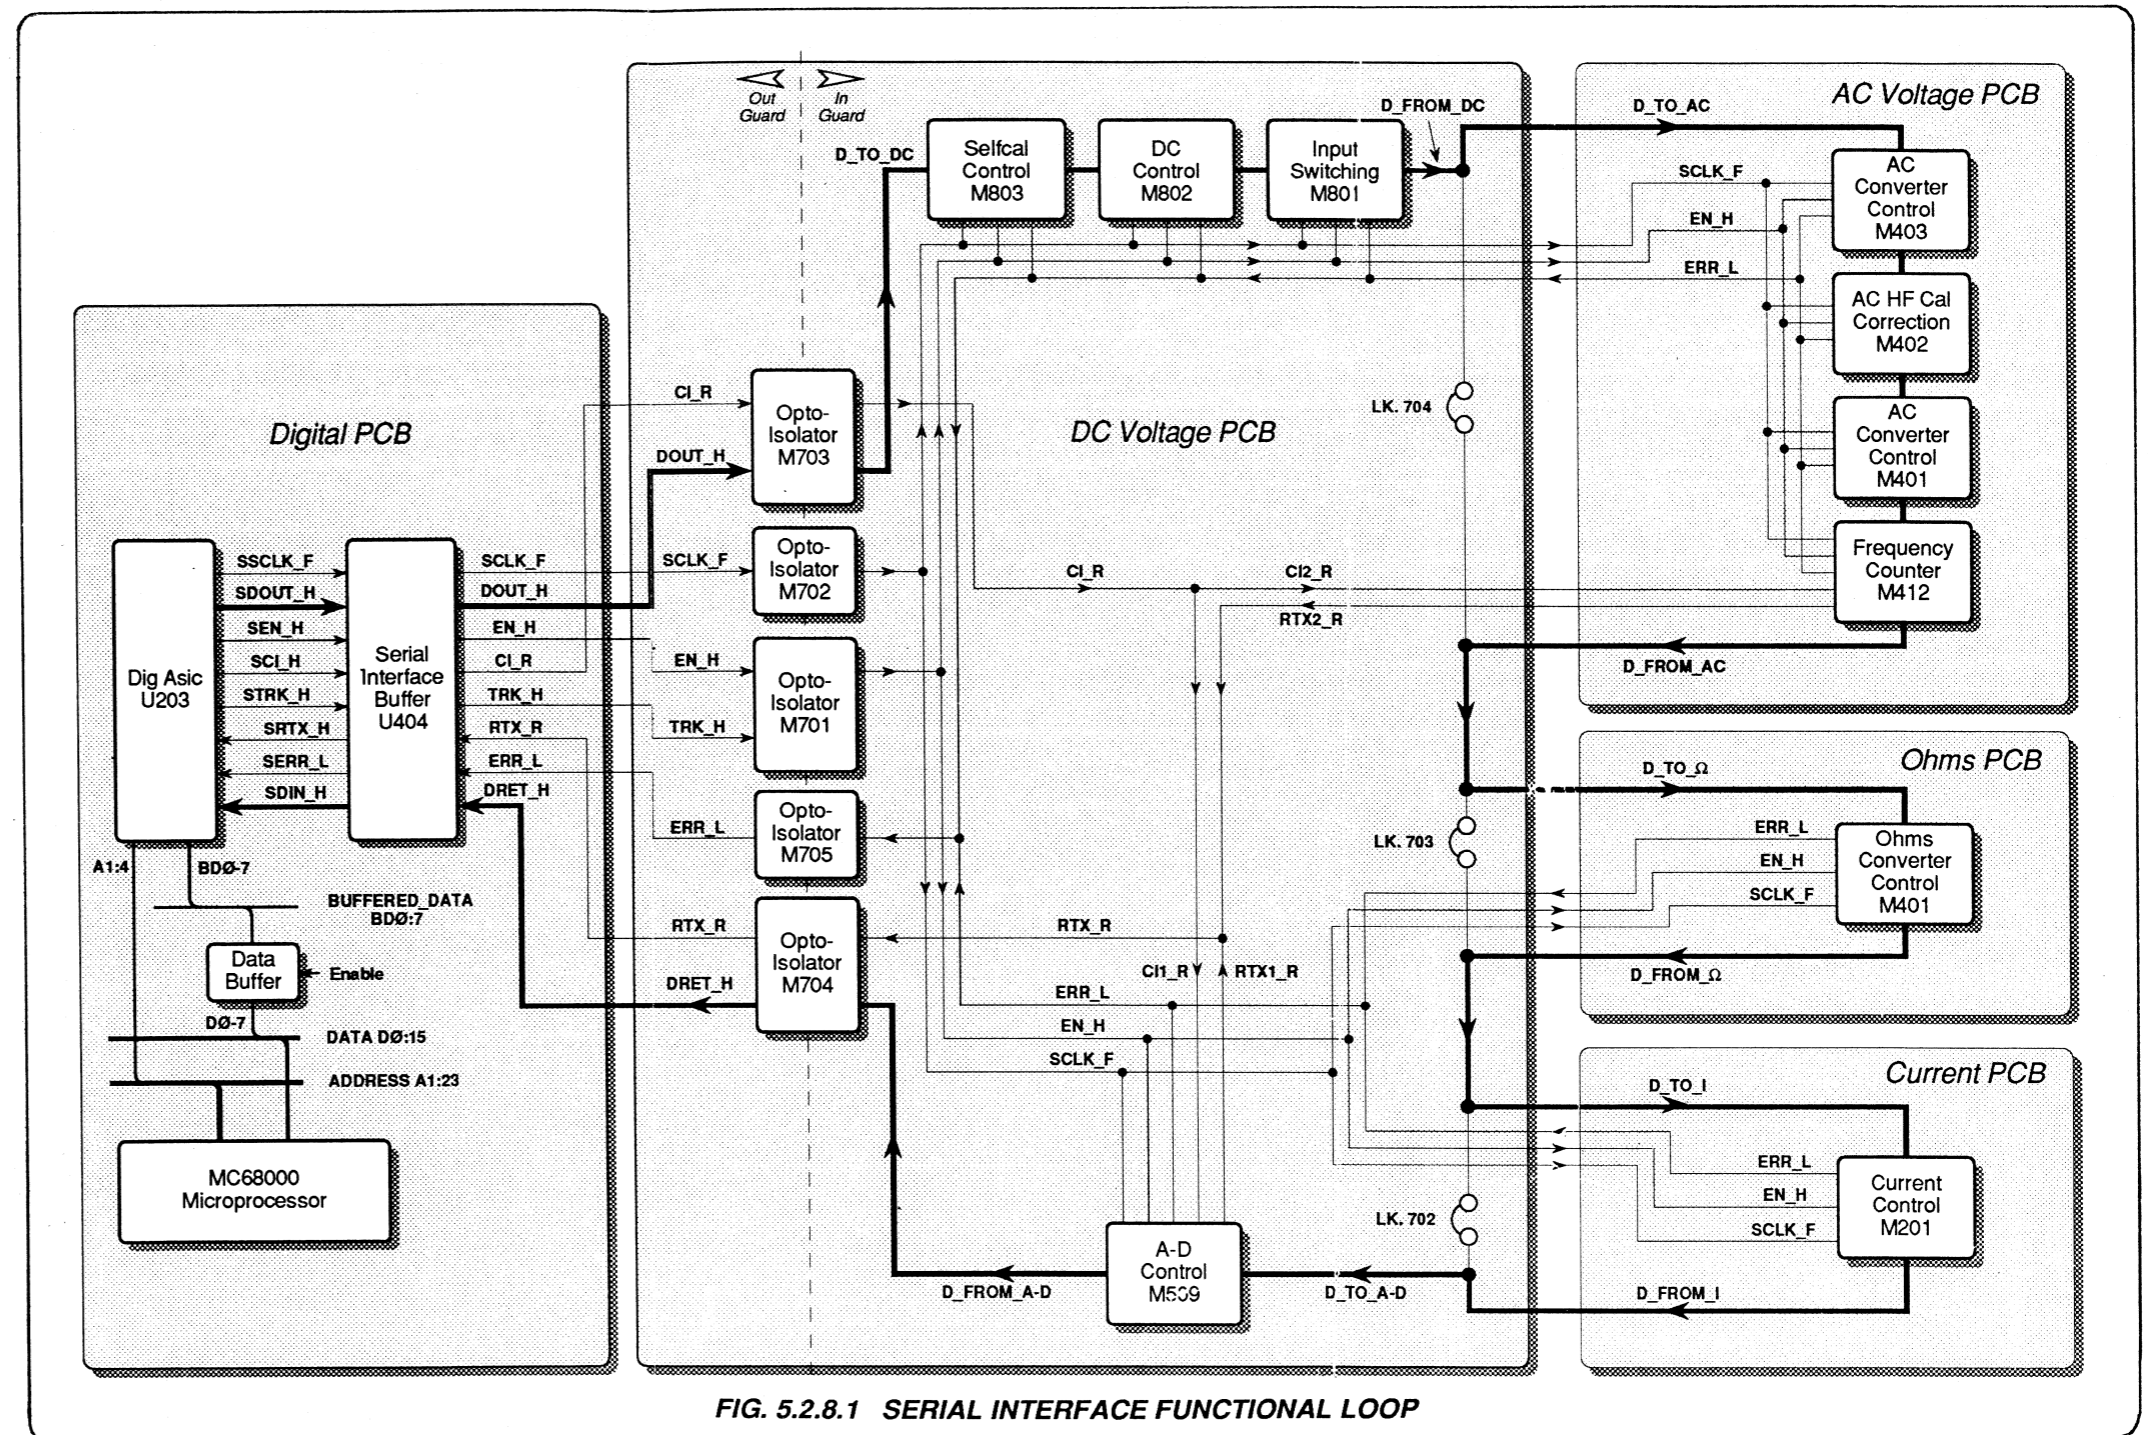 Out
Guard
In
Guard
D_FROM_DC
D_TO_AC
AC Voltage PCB
D_TO_DC
Selfcal
Control
M803
DC
Control
M802
Input
Switching
M801
SCLK_F
EN_H
ERR_L
AC
Converter
Control
M403
AC HF Cal
Correction
M402
AC
Converter
Control
M401
Frequency
Counter
M412
Digital PCB
CI_R
DOUT_H
Opto-
Isolator
M703
DC Voltage PCB
LK. 704
SSCLK_F
SDOUT_H
SEN_H
SCI_H
STRK_H
SRTX_H
SERR_L
SDIN_H
Dig Asic
U203
Serial
Interface
Buffer
U404
SCLK_F
DOUT_H
EN_H
CI_R
TRK_H
RTX_R
ERR_L
DRET_H
SCLK_F
Opto-
Isolator
M702
CI_R
CI2_R
RTX2_R
EN_H
TRK_H
Opto-
Isolator
M701
D_FROM_AC
ERR_L
Opto-
Isolator
M705
LK. 703
Ohms PCB
D_TO_Ω
ERR_L
EN_H
SCLK_F
Ohms
Converter
Control
M401
D_FROM_Ω
A1:4
BDØ-7
BUFFERED_DATA
BDØ:7
Data
Buffer
Enable
DØ-7
DATA DØ:15
ADDRESS A1:23
MC68000
Microprocessor
RTX_R
DRET_H
Opto-
Isolator
M704
RTX_R
CI1_R
RTX1_R
ERR_L
EN_H
SCLK_F
Current PCB
D_TO_I
ERR_L
EN_H
SCLK_F
Current
Control
M201
D_FROM_I
LK. 702
A-D
Control
D_FROM_A-D
D_TO_A-D
FIG. 5.2.8.1 SERIAL INTERFACE FUNCTIONAL LOOP